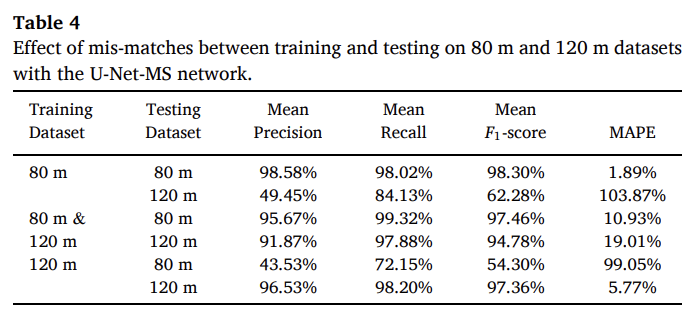 Table 4
Effect of mis-matches between training and testing on 80 m and 120 m datasets
with the U-Net-MS network.
Training Testing Mean Mean Mean
Dataset Dataset Precision Recall F1-score MAPE
80 m 80 m 98.58% 98.02% 98.30% 1.89%
120 m 49.45% 84.13% 62.28% 103.87%
80 m & 80 m 95.67% 99.32% 97.46% 10.93%
120 m 120 m 91.87% 97.88% 94.78% 19.01%
120 m 80 m 43.53% 72.15% 54.30% 99.05%
120 m 96.53% 98.20% 97.36% 5.77%